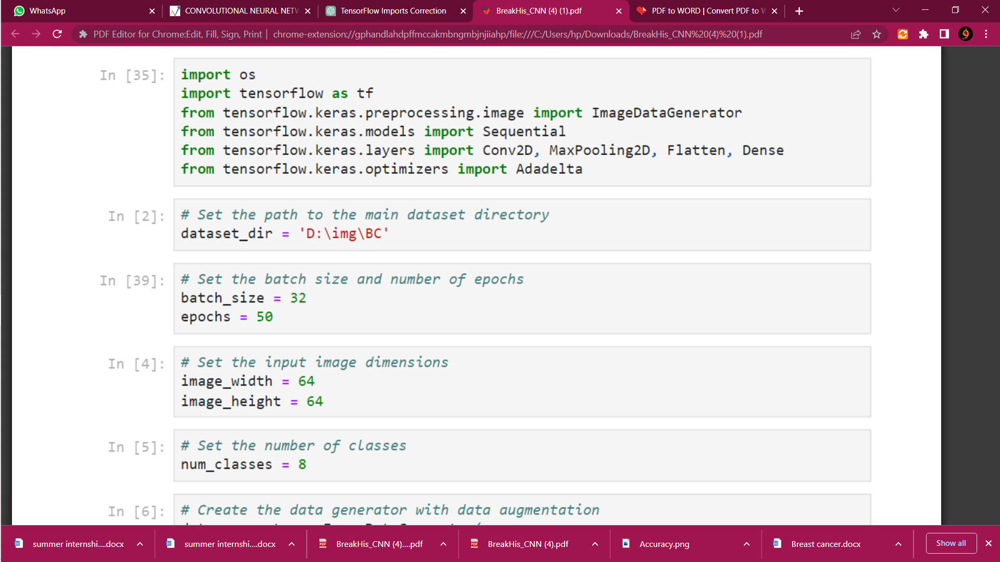 WhatsApp
CONVOLUTIONAL NEURAL NETW
TensorFlow Imports Correction
BreakHis_CNN (4) (1).pdf
PDF to WORD | Convert PDF to W
PDF Editor for Chrome:Edit, Fill, Sign, Print | chrome-extension://gphandlahdpffmccakmbngmbjnjiiahp/file:///C:/Users/hp/Downloads/BreakHis_CNN%20(4)%20(1).pdf
In [35]:
import os
import tensorflow as tf
from tensorflow.keras.preprocessing.image import ImageDataGenerator
from tensorflow.keras.models import Sequential
from tensorflow.keras.layers import Conv2D, MaxPooling2D, Flatten, Dense
from tensorflow.keras.optimizers import Adadelta
In [2]:
# Set the path to the main dataset directory
dataset_dir = 'D:\img\BC'
In [39]:
# Set the batch size and number of epochs
batch_size = 32
epochs = 50
In [4]:
# Set the input image dimensions
image_width = 64
image_height = 64
In [5]:
# Set the number of classes
num_classes = 8
In [6]:
# Create the data generator with data augmentation
summer internshi....docx
summer internshi....docx
BreakHis_CNN (4)....pdf
BreakHis_CNN (4).pdf
Accuracy.png
Breast cancer.docx
Show all